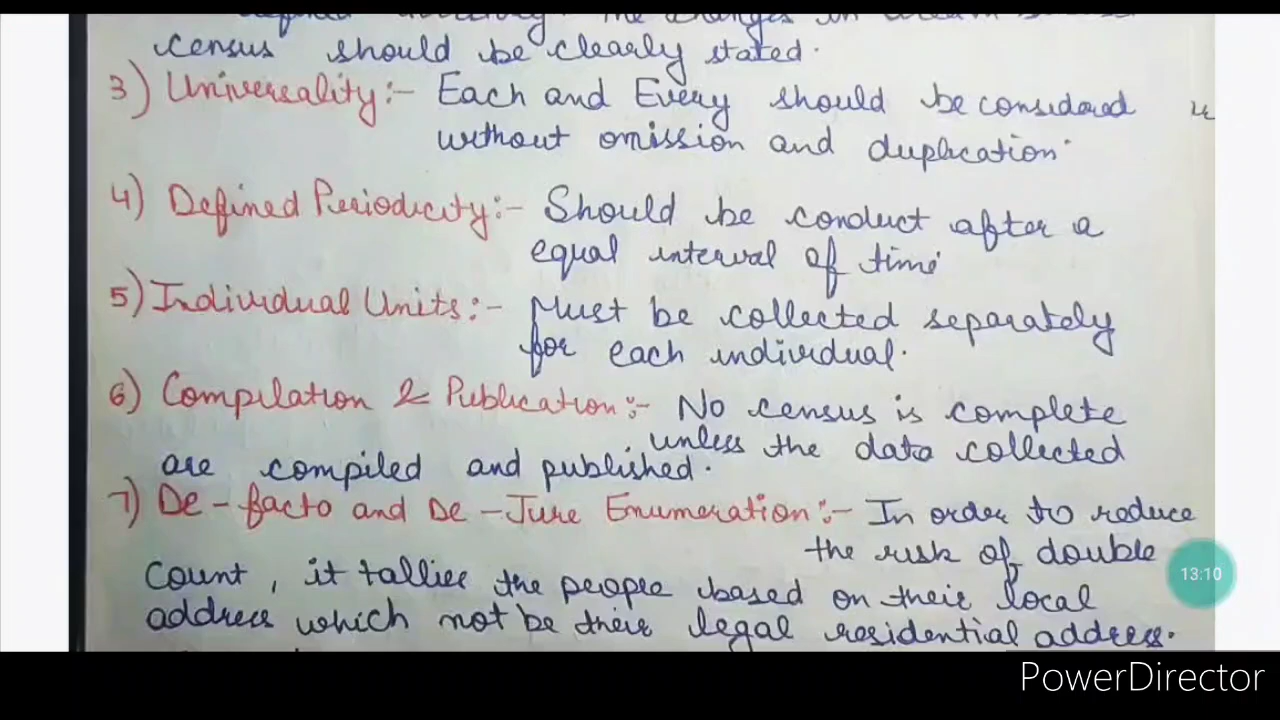 census should be clearly stated.
3) Universality:- Each and Every should be considered
without omission and duplication.
4) Defined Periodicity:- Should be conduct after a
equal interval of time
5) Individual Units:- Must be collected separately
for each individual.
6) Compilation & Publication:- No census is complete
unless the data collected
are compiled and published.
7) De-facto and De-Jure Enumeration:- In order to reduce
the risk of double
count, it tallies the people based on their local
address which not be their legal residential address.
13:10
PowerDirector